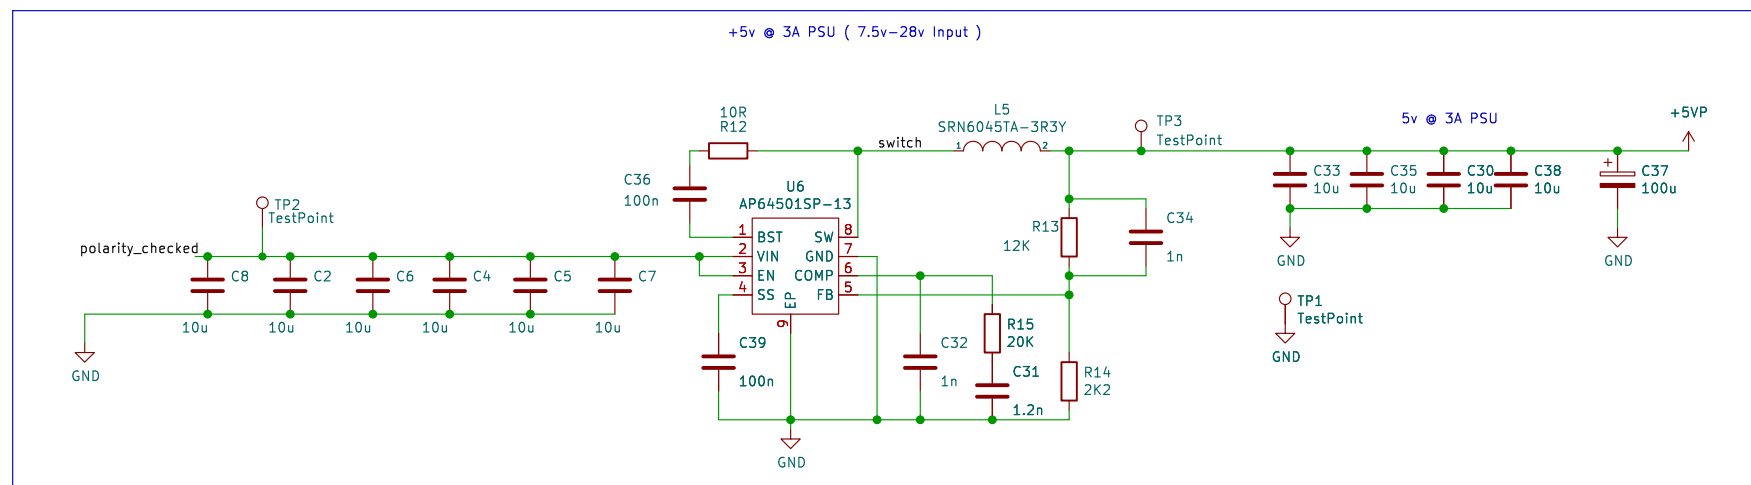 +5v @ 3A PSU ( 7.5v-28v Input )
10R
R12
L5
SRN6045TA-3R3Y
1
2
switch
TP3
TestPoint
5v @ 3A PSU
+5VP
C36
100n
U6
AP64501SP-13
C33
10u
C35
10u
C30
10u
C38
10u
+
C37
100u
TP2
TestPoint
polarity_checked
1 BST
2 VIN
3 EN
4 SS
SW 8
GND 7
COMP 6
FB 5
EP
9
R13
12K
C34
1n
GND
GND
C8
C2
C6
C4
C5
C7
10u
10u
10u
10u
10u
10u
GND
TP1
TestPoint
GND
C39
100n
C32
1n
R15
20K
C31
1.2n
R14
2K2
GND